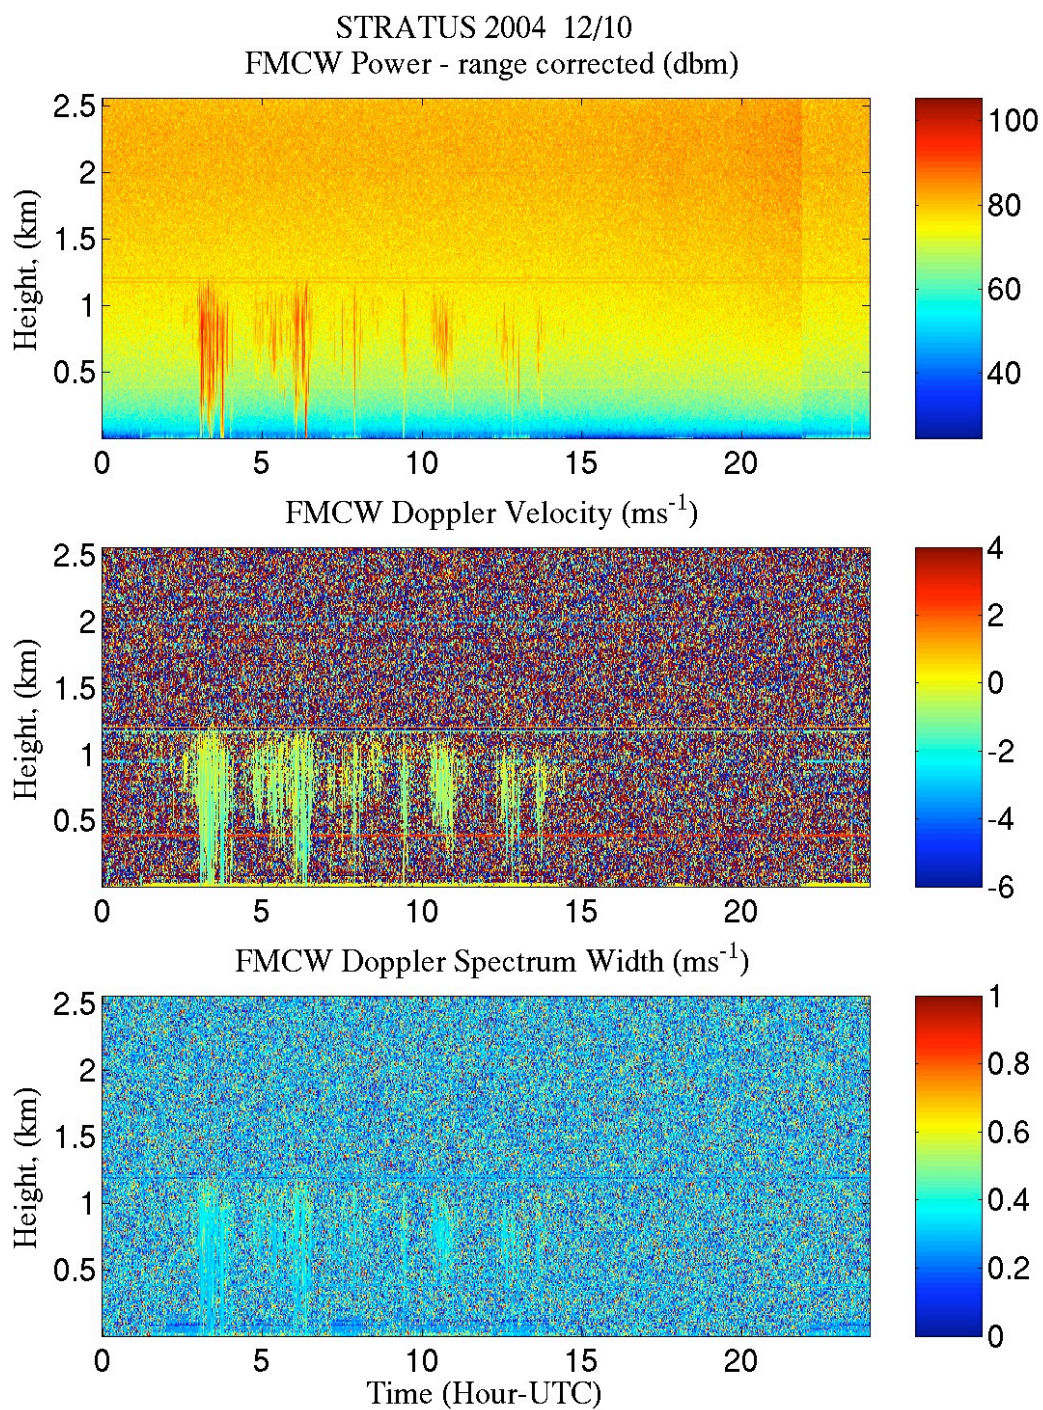 STRATUS 2004  12/10
FMCW Power - range corrected (dbm)
Height, (km)
2.5
2
1.5
1
0.5
0 5 10 15 20
100
80
60
40
FMCW Doppler Velocity (ms-1)
Height, (km)
2.5
2
1.5
1
0.5
0 5 10 15 20
4
2
0
-2
-4
-6
FMCW Doppler Spectrum Width (ms-1)
Height, (km)
2.5
2
1.5
1
0.5
0 5 10 15 20
1
0.8
0.6
0.4
0.2
0
Time (Hour-UTC)